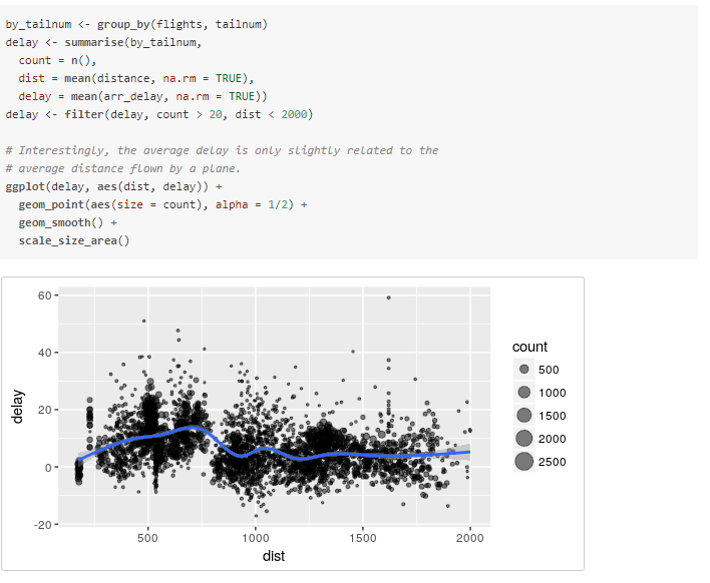 by_tailnum <- group_by(flights, tailnum)
delay <- summarise(by_tailnum,
  count = n(),
  dist = mean(distance, na.rm = TRUE),
  delay = mean(arr_delay, na.rm = TRUE))
delay <- filter(delay, count > 20, dist < 2000)

# Interestingly, the average delay is only slightly related to the
# average distance flown by a plane.
ggplot(delay, aes(dist, delay)) +
  geom_point(aes(size = count), alpha = 1/2) +
  geom_smooth() +
  scale_size_area()
60
40
20
0
-20
delay
500 1000 1500 2000
dist
count
500
1000
1500
2000
2500